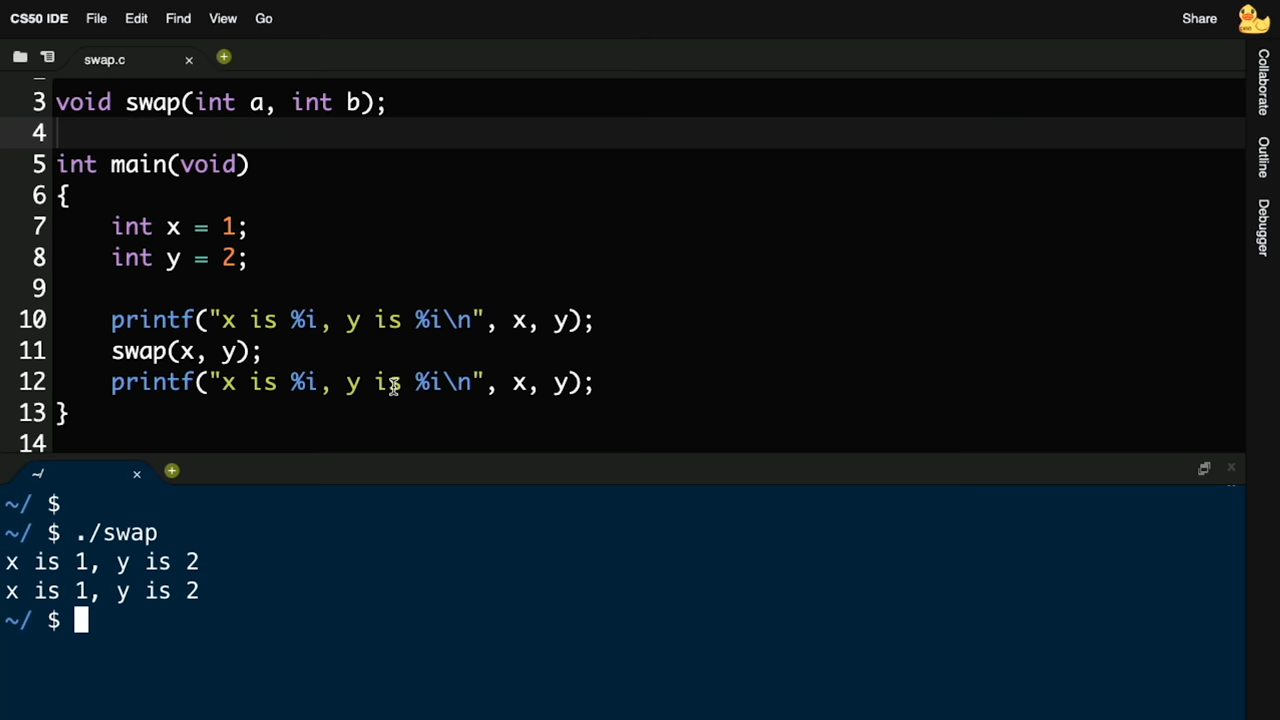 CS50 IDE File Edit View Find Go Share
swap.c
3 void swap(int a, int b);
4
5 int main(void)
6 {
7 int x = 1;
8 int y = 2;
9
10 printf("x is %i, y is %i\n", x, y);
11 swap(x, y);
12 printf("x is %i, y is %i\n", x, y);
13 }
14
~/
~/ $
~/ $ ./swap
x is 1, y is 2
x is 1, y is 2
~/ $
Collaborate
Outline
Debugger